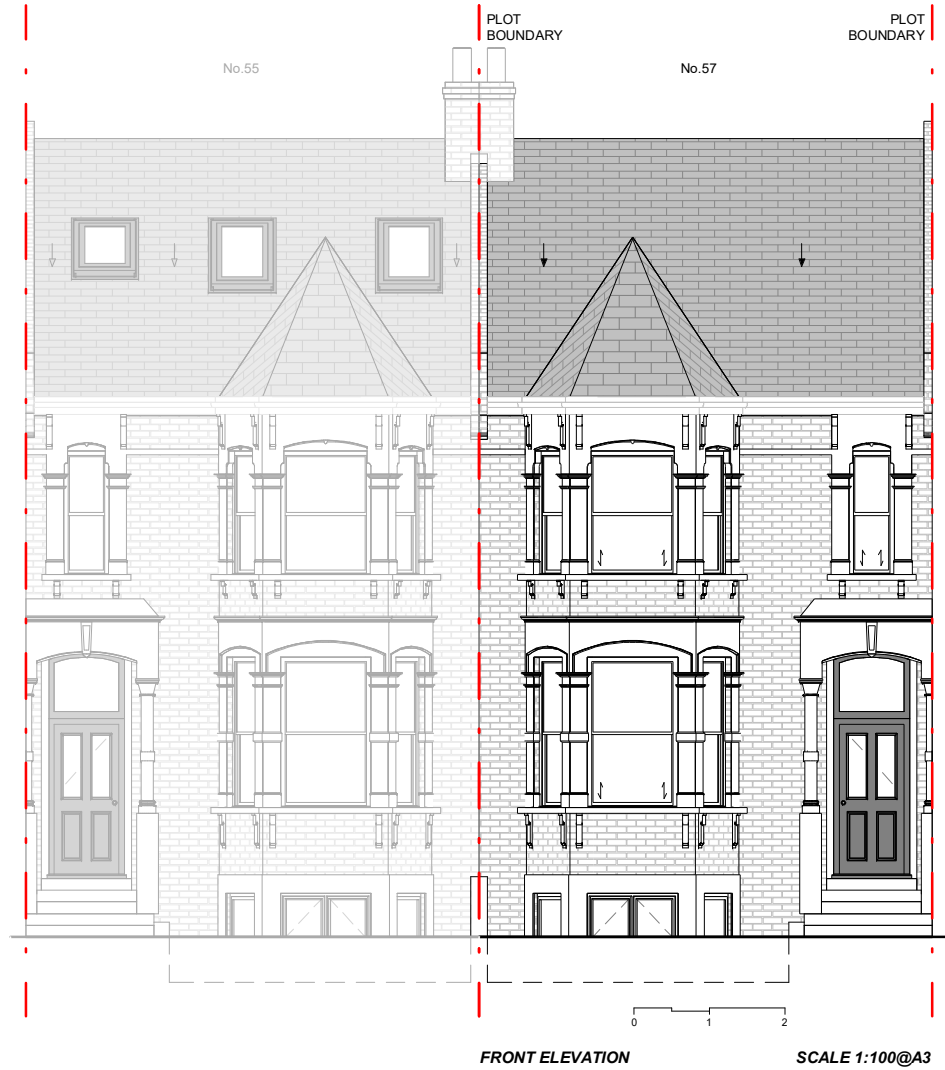 PLOT
BOUNDARY
PLOT
BOUNDARY
No.55
No.57
0 1 2
FRONT ELEVATION
SCALE 1:100@A3